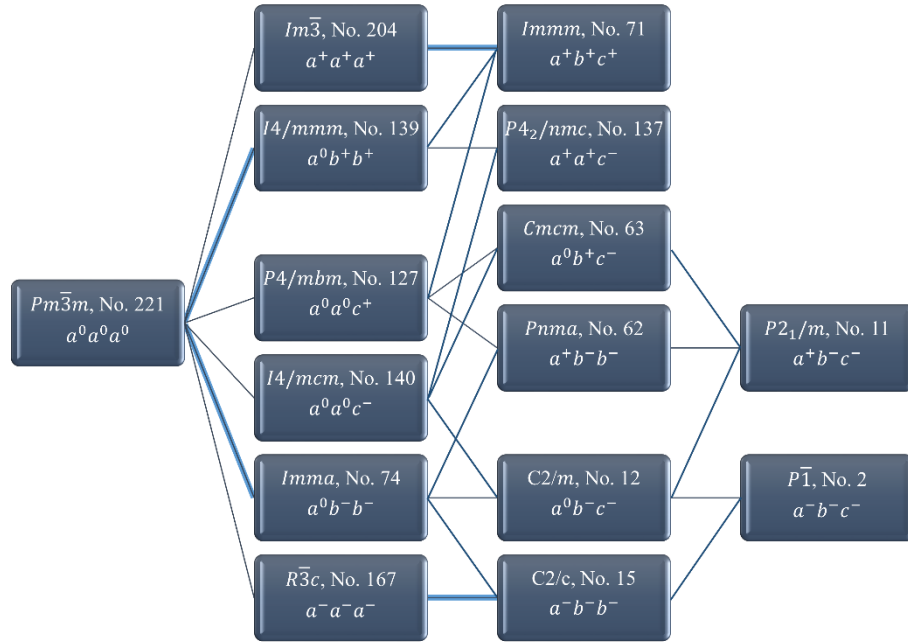 Pm3̅m, No. 221
a⁰a⁰a⁰
Im3̅, No. 204
a⁺a⁺a⁺
I4/mmm, No. 139
a⁰b⁺b⁺
P4/mbm, No. 127
a⁰a⁰c⁺
I4/mcm, No. 140
a⁰a⁰c⁻
Imma, No. 74
a⁰b⁻b⁻
R3̅c, No. 167
a⁻a⁻a⁻
Immm, No. 71
a⁺b⁺c⁺
P4₂/nmc, No. 137
a⁺a⁺c⁻
Cmcm, No. 63
a⁰b⁺c⁻
Pnma, No. 62
a⁺b⁻b⁻
C2/m, No. 12
a⁰b⁻c⁻
C2/c, No. 15
a⁻b⁻b⁻
P2₁/m, No. 11
a⁺b⁻c⁻
P1̅, No. 2
a⁻b⁻c⁻